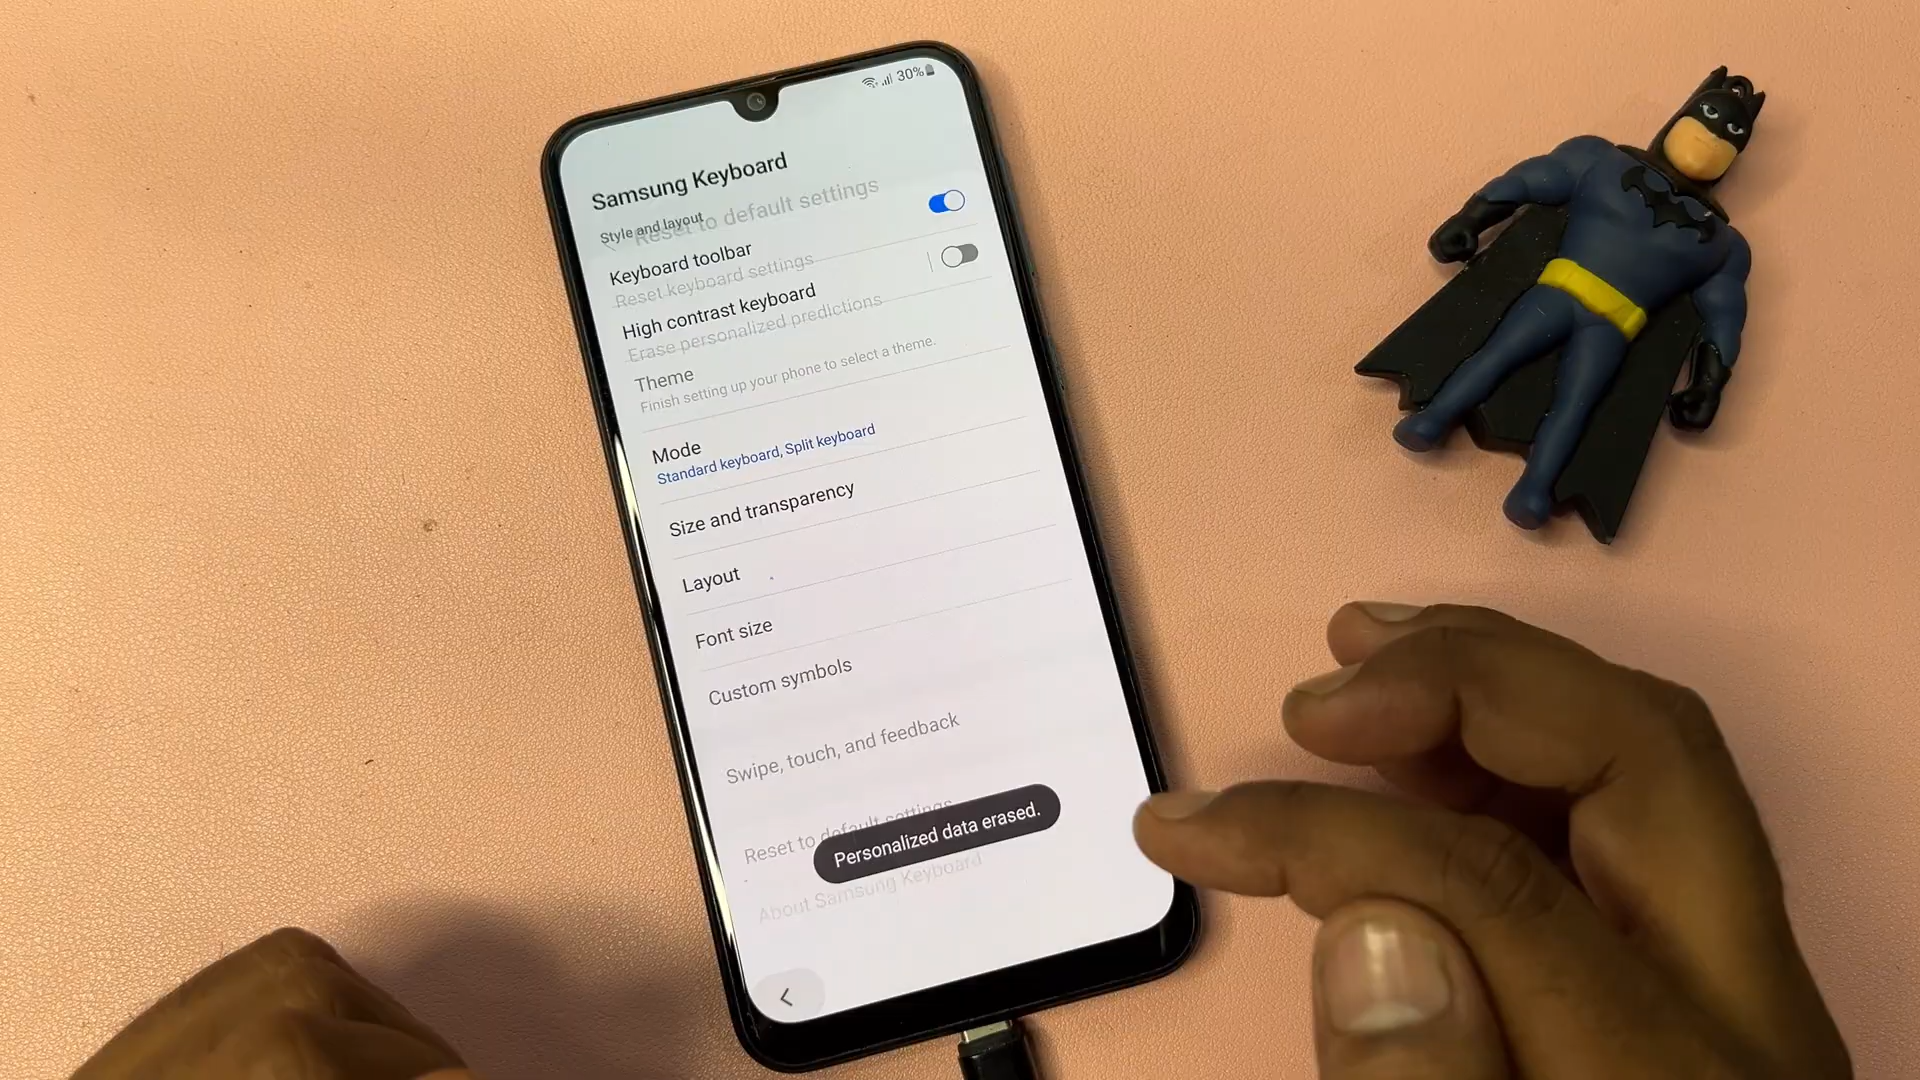 30%
Samsung Keyboard
Reset to default settings
Style and layout
Keyboard toolbar
Reset keyboard settings
High contrast keyboard
Erase personalized predictions
Theme
Finish setting up your phone to select a theme.
Mode
Standard keyboard, Split keyboard
Size and transparency
Layout
Font size
Custom symbols
Swipe, touch, and feedback
Reset to default settings
Personalized data erased.
About Samsung Keyboard